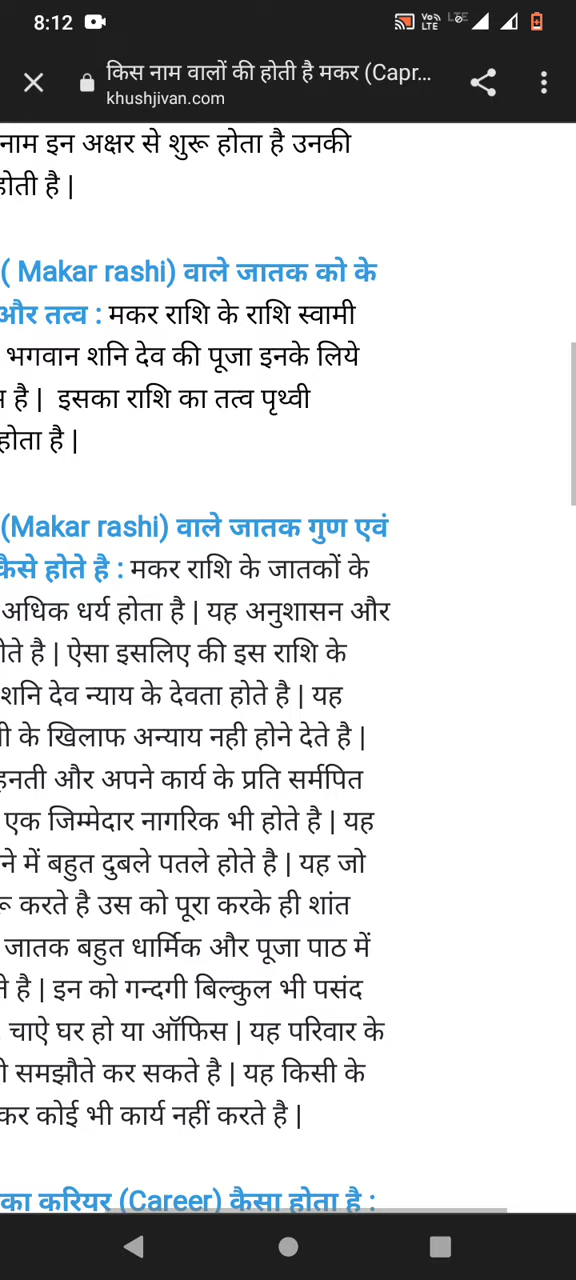 8:12
Vo) LTE LTE
किस नाम वालों की होती है मकर (Capr...
khushjivan.com
नाम इन अक्षर से शुरू होता है उनकी
होती है |
( Makar rashi) वाले जातक को के
और तत्व : मकर राशि के राशि स्वामी
भगवान शनि देव की पूजा इनके लिये
है | इसका राशि का तत्व पृथ्वी
होता है |
(Makar rashi) वाले जातक गुण एवं
कैसे होते है : मकर राशि के जातकों के
अधिक धर्य होता है | यह अनुशासन और
है | ऐसा इसलिए की इस राशि के
शनि देव न्याय के देवता होते है | यह
के खिलाफ अन्याय नही होने देते है |
और अपने कार्य के प्रति सर्मपित
एक जिम्मेदार नागरिक भी होते है | यह
में बहुत दुबले पतले होते है | यह जो
करते है उस को पूरा करके ही शांत
जातक बहुत धार्मिक और पूजा पाठ में
है | इन को गन्दगी बिल्कुल भी पसंद
चाऐ घर हो या ऑफिस | यह परिवार के
समझौते कर सकते है | यह किसी के
कर कोई भी कार्य नहीं करते है |
का करियर (Career) कैसा होता है :